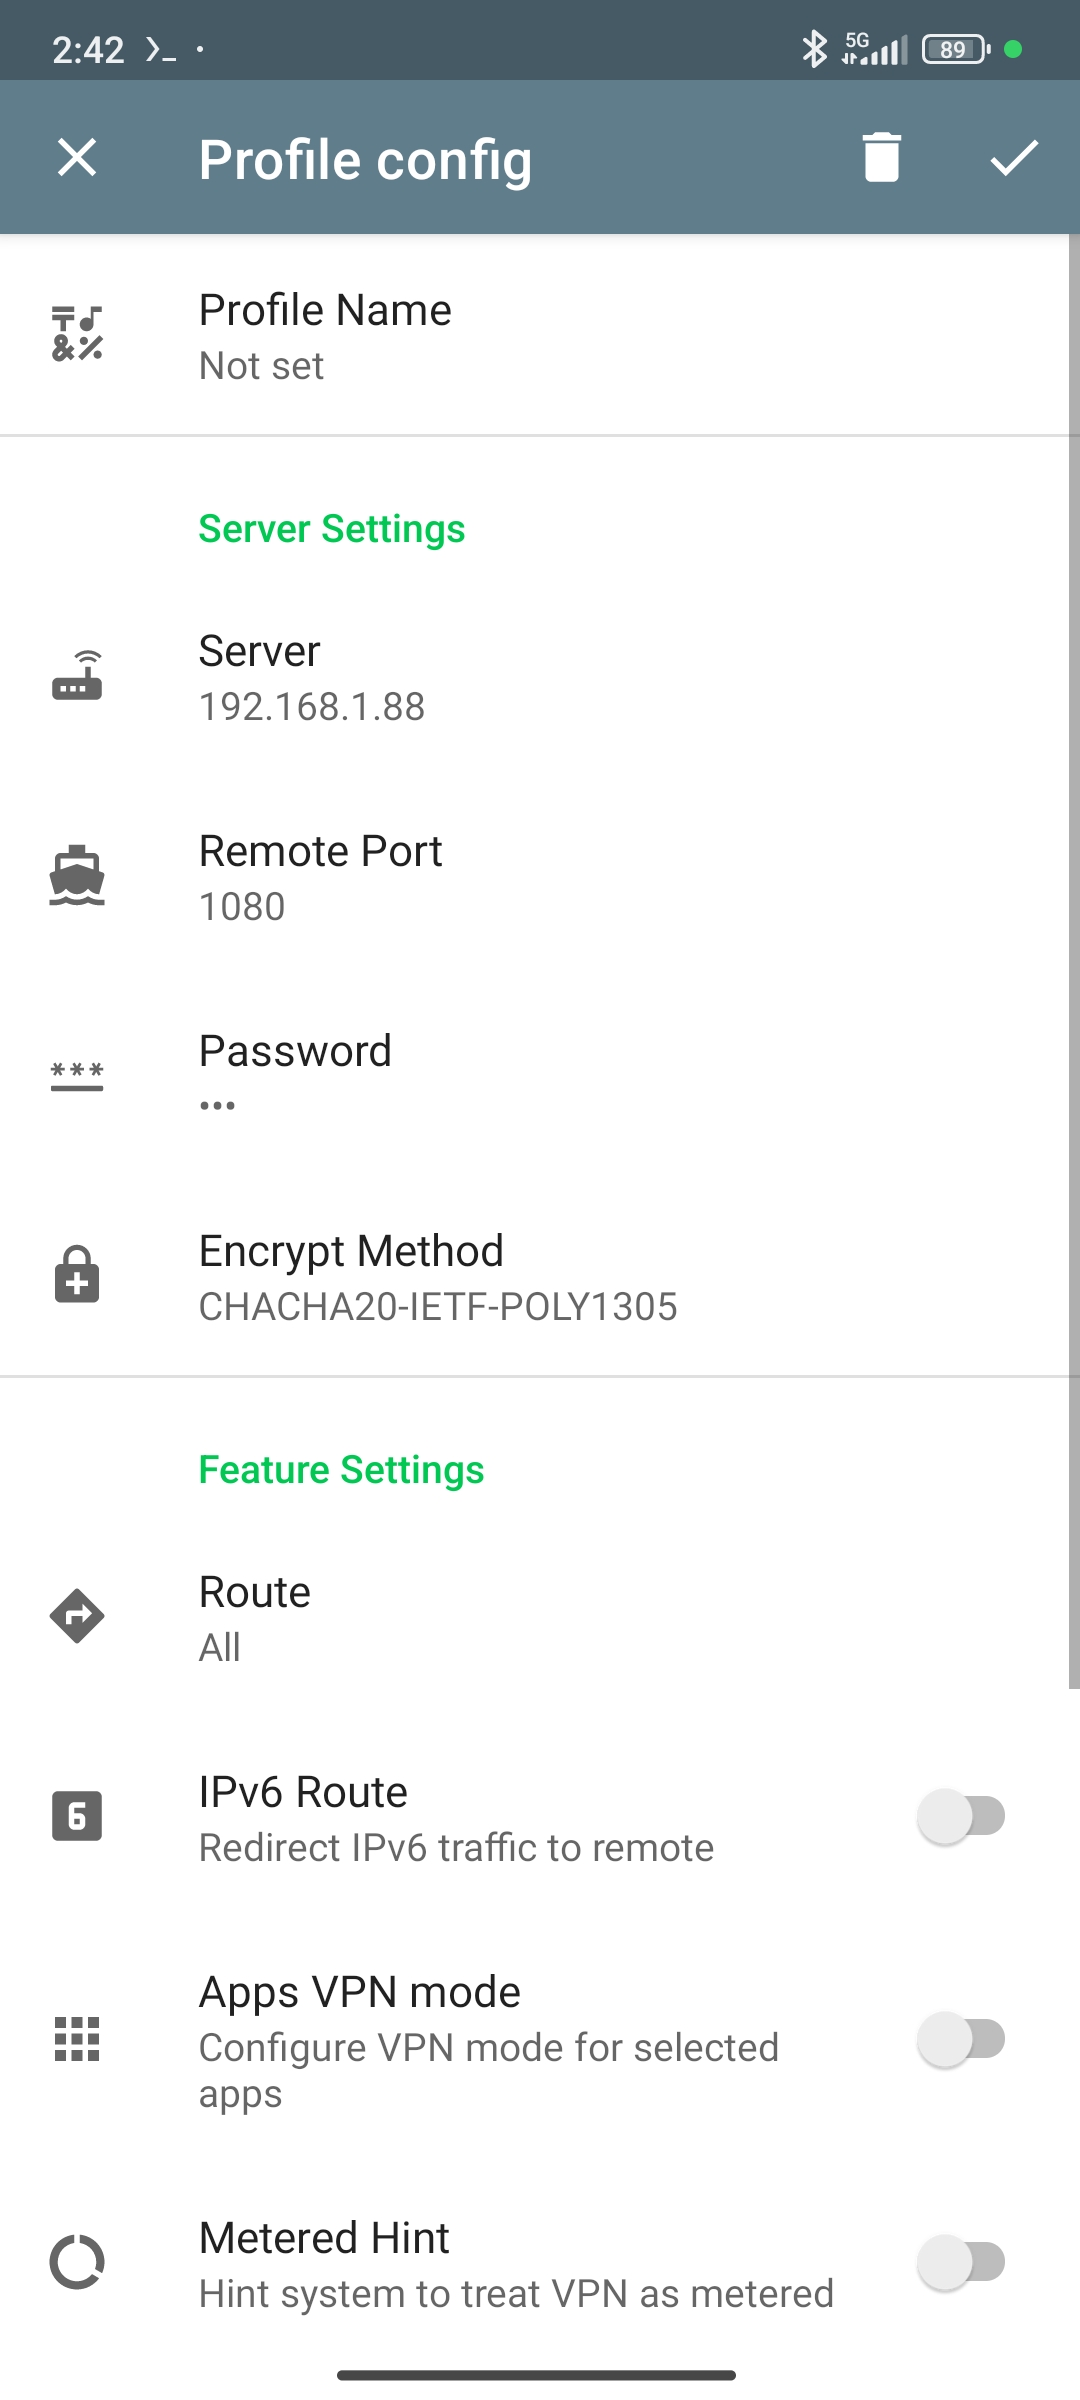 2:42
5G
89
Profile config
Profile Name
Not set
Server Settings
Server
192.168.1.88
Remote Port
1080
Password
•••
Encrypt Method
CHACHA20-IETF-POLY1305
Feature Settings
Route
All
IPv6 Route
Redirect IPv6 traffic to remote
Apps VPN mode
Configure VPN mode for selected
apps
Metered Hint
Hint system to treat VPN as metered